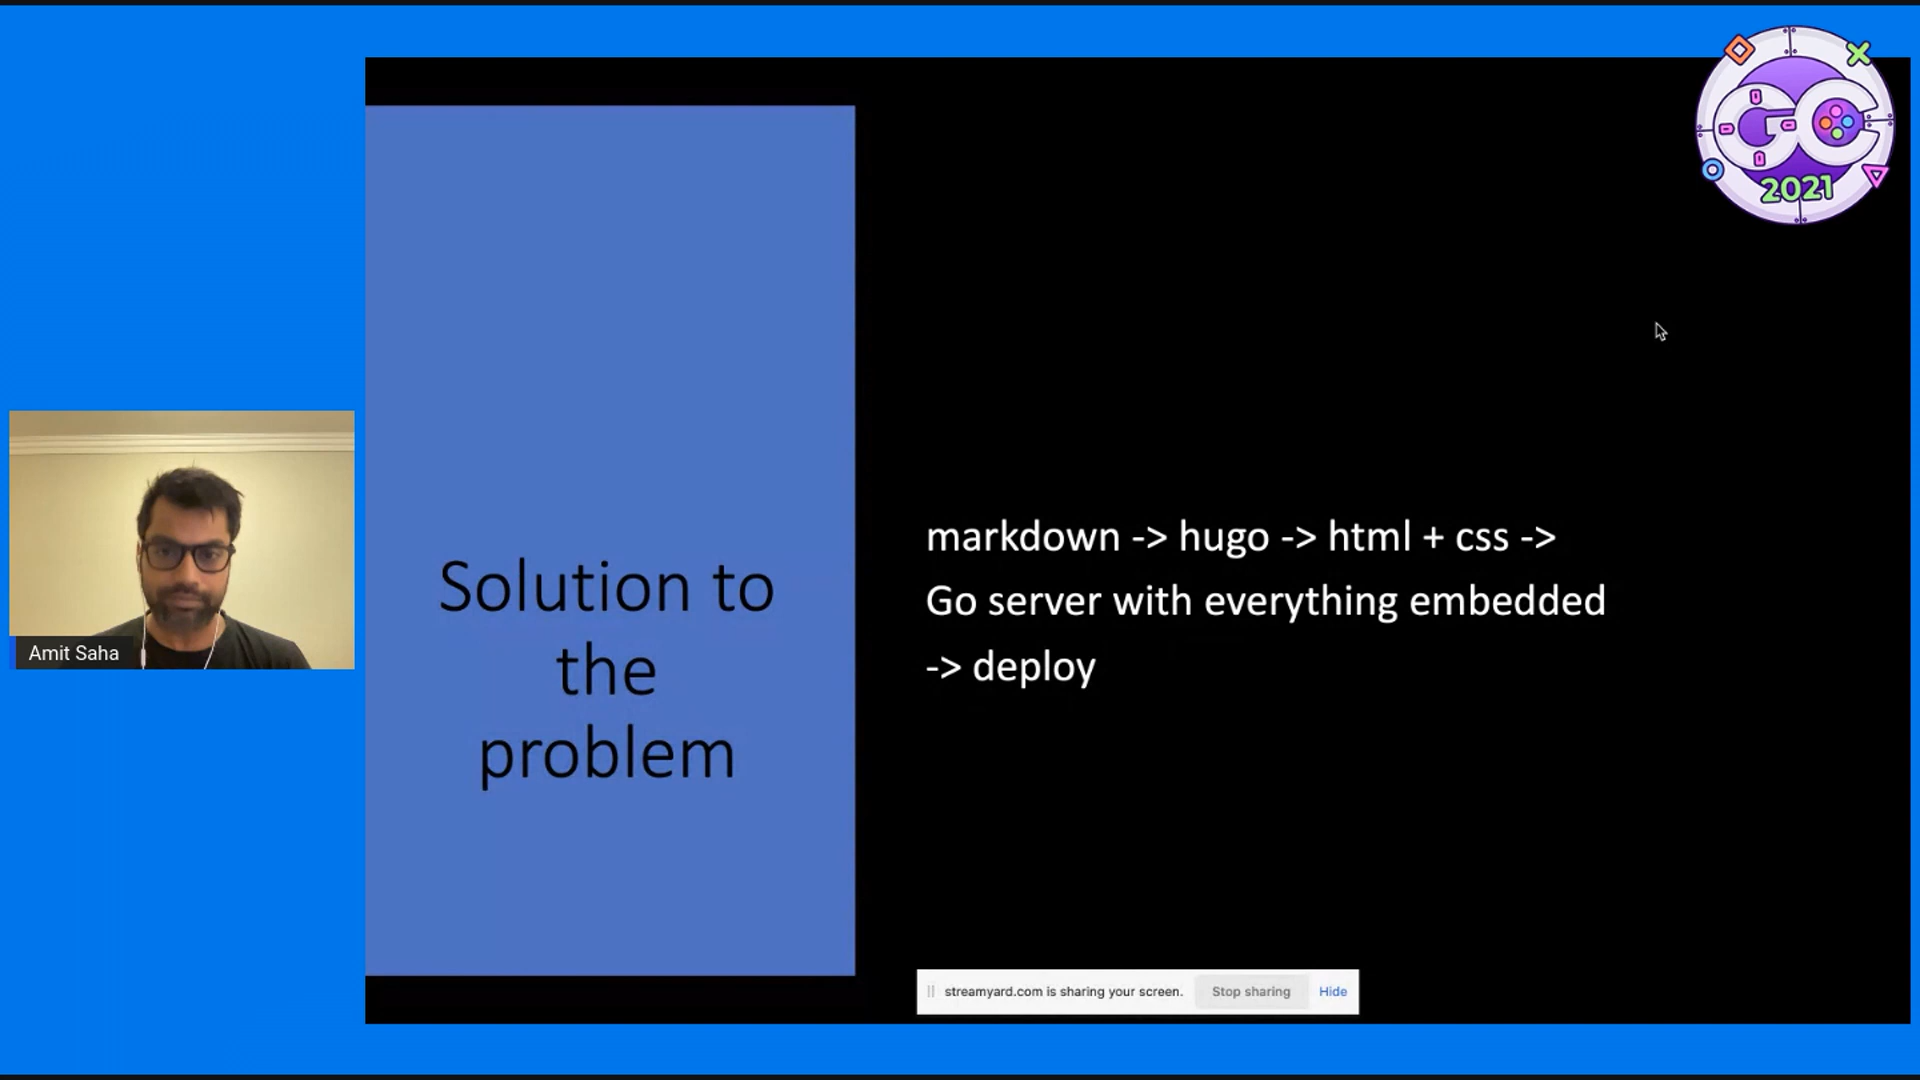 GC
2021
Solution to
the
problem
markdown -> hugo -> html + css ->
Go server with everything embedded
-> deploy
Amit Saha
streamyard.com is sharing your screen. Stop sharing Hide